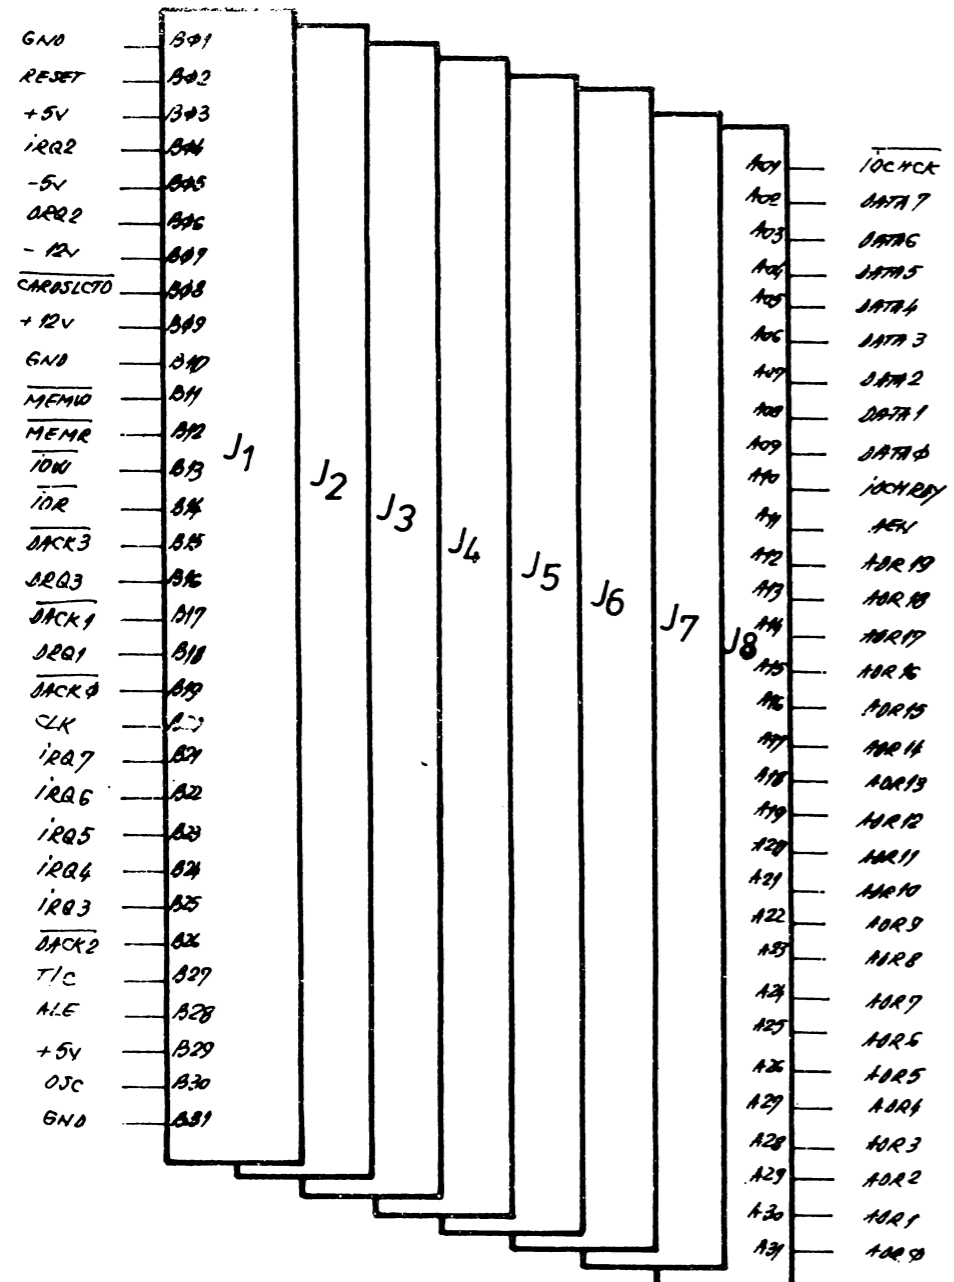 GND B01
RESET B02
+5V B03
IRQ2 B04
-5V B05
DRQ2 B06
-12V B07
CARDSLCTD B08
+12V B09
GND B10
MEMW B11
MEMR B12
IOW B13
IOR B14
DACK3 B15
DRQ3 B16
DACK1 B17
DRQ1 B18
DACK0 B19
CLK
IRQ7 B21
IRQ6 B22
IRQ5 B23
IRQ4 B24
IRQ3 B25
DACK2 B26
T/C B27
ALE B28
+5V B29
OSC B30
GND B31
J1
J2
J3
J4
J5
J6
J7
J8
A01 IOCHCK
A02 DATA7
A03 DATA6
A04 DATA5
A05 DATA4
A06 DATA3
A07 DATA2
A08 DATA1
A09 DATA0
A10 IOCHRDY
A11 AEN
A12 ADR19
A13 ADR18
A14 ADR17
A15 ADR16
A16 ADR15
A17 ADR14
A18 ADR13
A19 ADR12
A20 ADR11
A21 ADR10
A22 ADR9
A23 ADR8
A24 ADR7
A25 ADR6
A26 ADR5
A27 ADR4
A28 ADR3
A29 ADR2
A30 ADR1
A31 ADR0